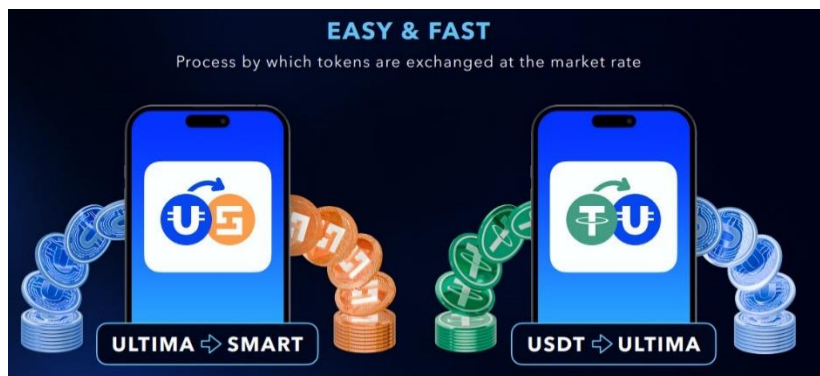 EASY & FAST
Process by which tokens are exchanged at the market rate
ULTIMA ⇨ SMART
USDT ⇨ ULTIMA